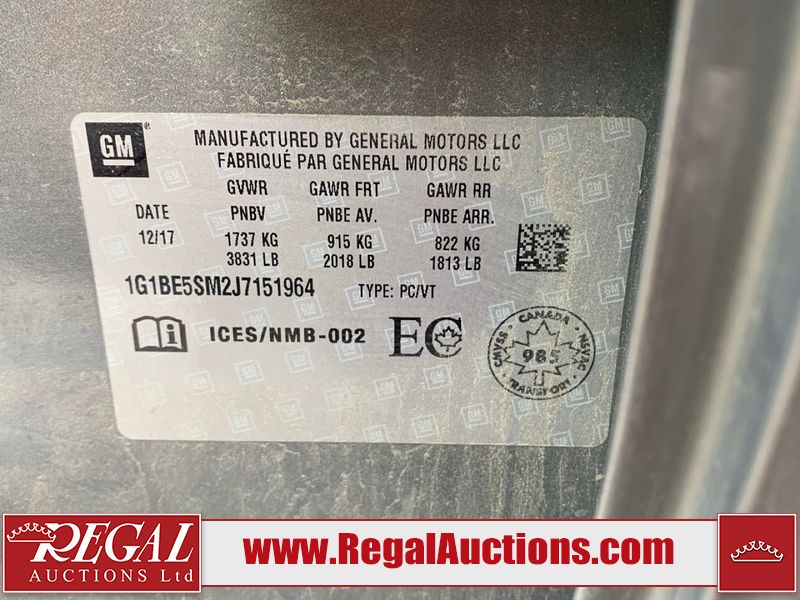 GM
MANUFACTURED BY GENERAL MOTORS LLC
FABRIQUÉ PAR GENERAL MOTORS LLC
GVWR GAWR FRT GAWR RR
DATE PNBV PNBE AV. PNBE ARR.
12/17 1737 KG 915 KG 822 KG
3831 LB 2018 LB 1813 LB
1G1BE5SM2J7151964 TYPE: PC/VT
ICES/NMB-002 EC
CANADA
CMVSS 985 NSVAC
TRANSPORT
REGAL
AUCTIONS Ltd
www.RegalAuctions.com